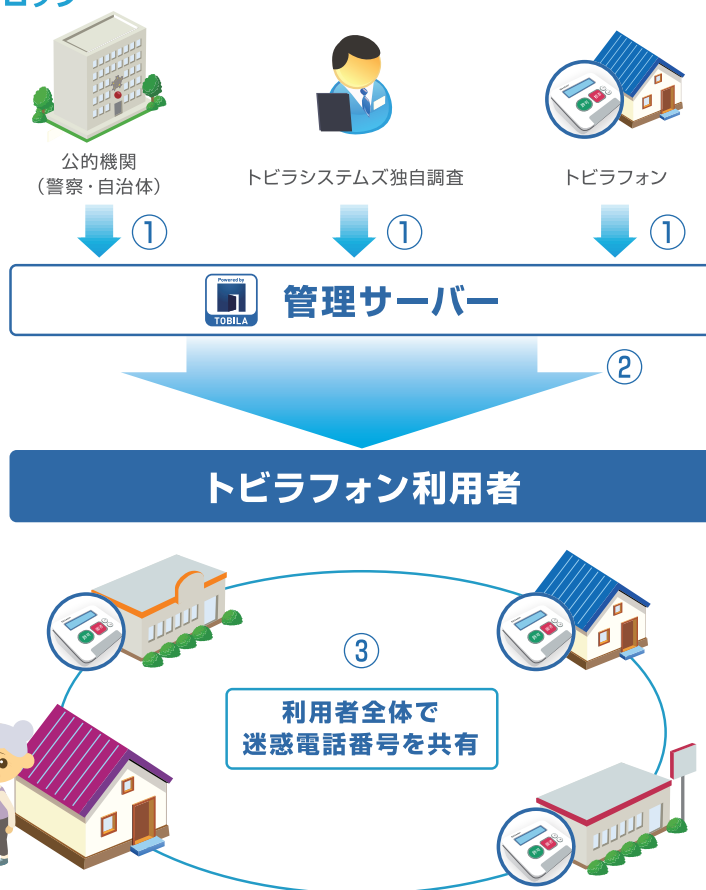 公的機関
（警察・自治体）
トビラシステムズ独自調査
トビラフォン
①
①
①
Powered by
TOBILA
管理サーバー
②
トビラフォン利用者
③
利用者全体で
迷惑電話番号を共有